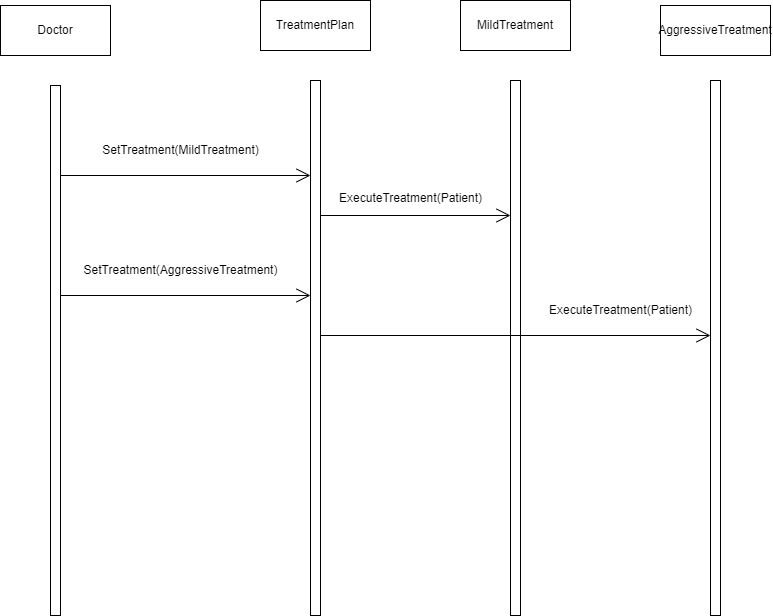 Doctor
TreatmentPlan
MildTreatment
AggressiveTreatment
SetTreatment(MildTreatment)
ExecuteTreatment(Patient)
SetTreatment(AggressiveTreatment)
ExecuteTreatment(Patient)